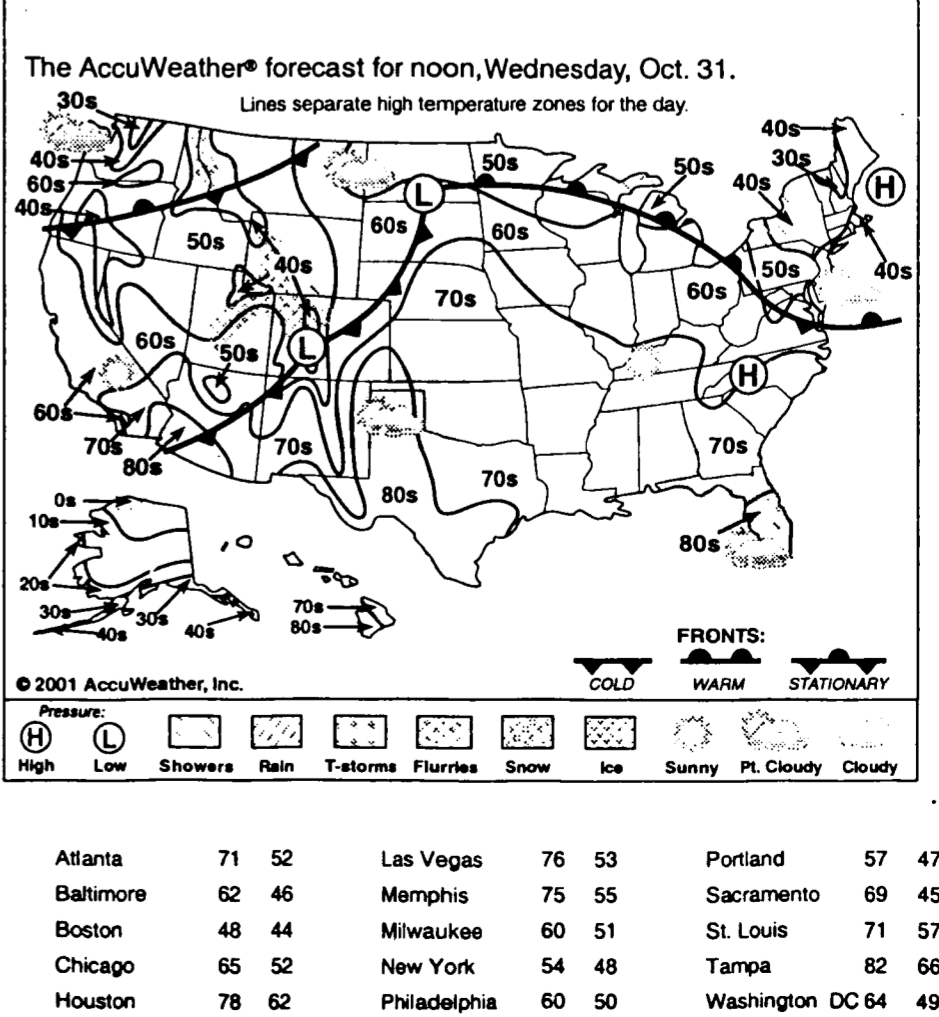 The AccuWeather® forecast for noon, Wednesday, Oct. 31.
Lines separate high temperature zones for the day.
30s
40s
60s
40s
50s
40s
60s
50s
60s
70s
80s
70s
80s
70s
70s
60s
50s
60s
50s
60s
50s
40s
30s
40s
40s
70s
80s
L
L
H
H
0s
10s
20s
30s
40s
30s
40s
70s
80s
FRONTS:
COLD WARM STATIONARY
© 2001 AccuWeather, Inc.
Pressure:
H L
High Low Showers Rain T-storms Flurries Snow Ice Sunny Pt. Cloudy Cloudy
Atlanta 71 52 Las Vegas 76 53 Portland 57 47
Baltimore 62 46 Memphis 75 55 Sacramento 69 45
Boston 48 44 Milwaukee 60 51 St. Louis 71 57
Chicago 65 52 New York 54 48 Tampa 82 66
Houston 78 62 Philadelphia 60 50 Washington DC 64 49